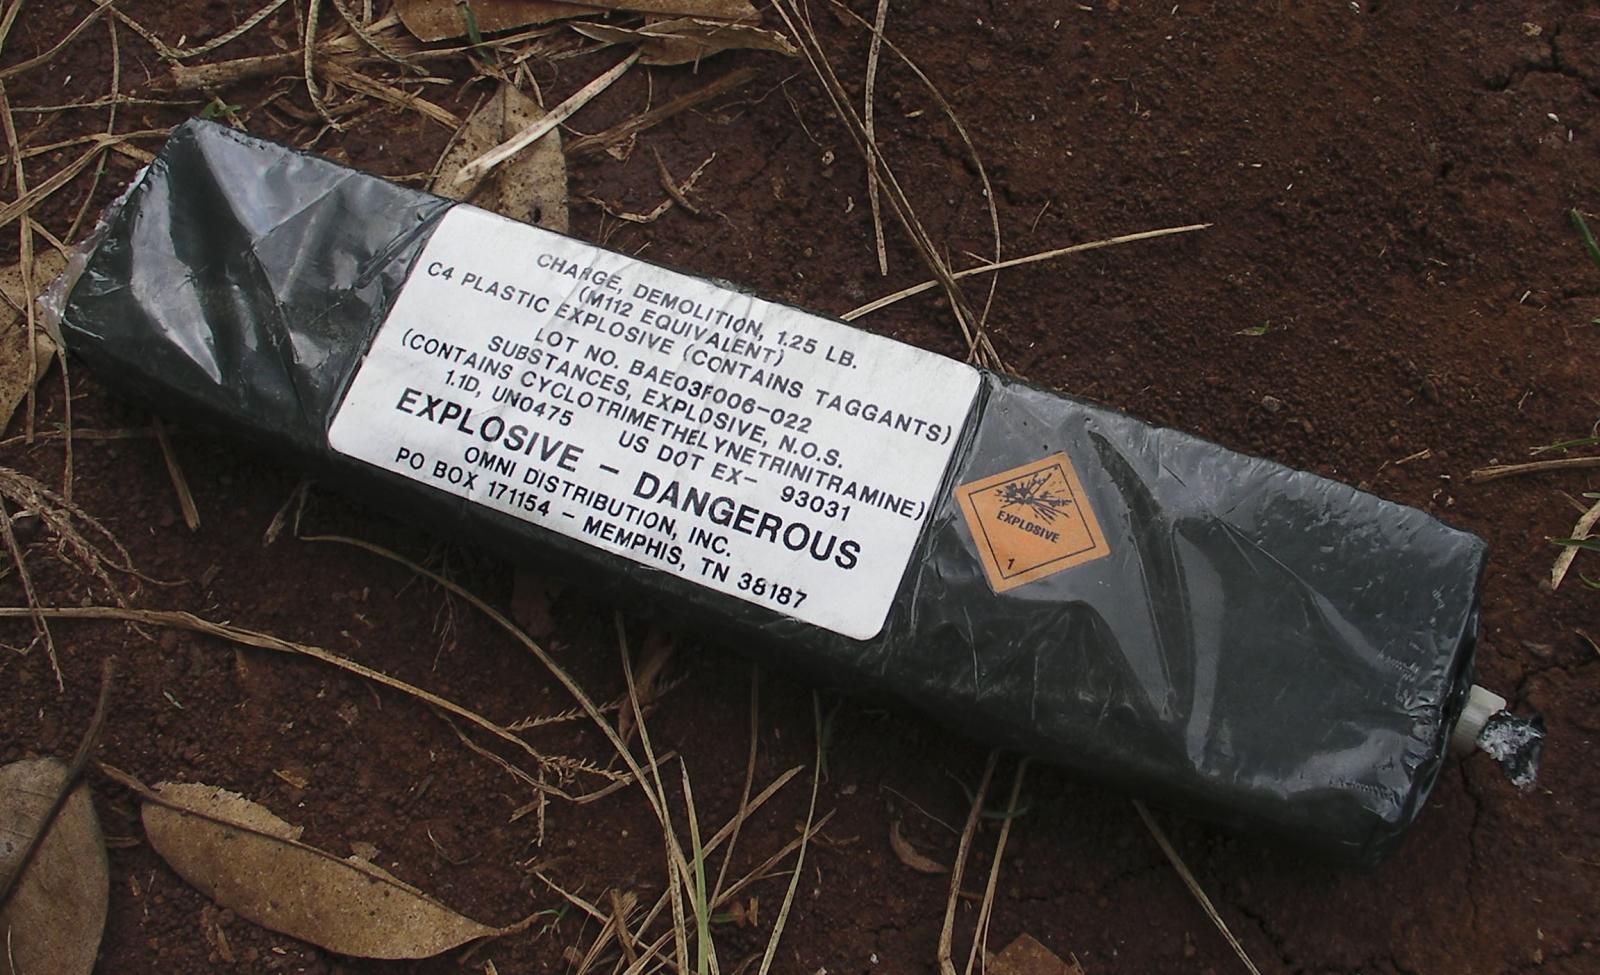 CHARGE, DEMOLITION, 1.25 LB.
(M112 EQUIVALENT)
C4 PLASTIC EXPLOSIVE (CONTAINS TAGGANTS)
LOT NO. BAE03F006-022
SUBSTANCES, EXPLOSIVE, N.O.S.
(CONTAINS CYCLOTRIMETHELYNETRINITRAMINE)
1.1D, UN0475 US DOT EX- 93031
EXPLOSIVE - DANGEROUS
OMNI DISTRIBUTION, INC.
PO BOX 171154 - MEMPHIS, TN 38187
EXPLOSIVE
1